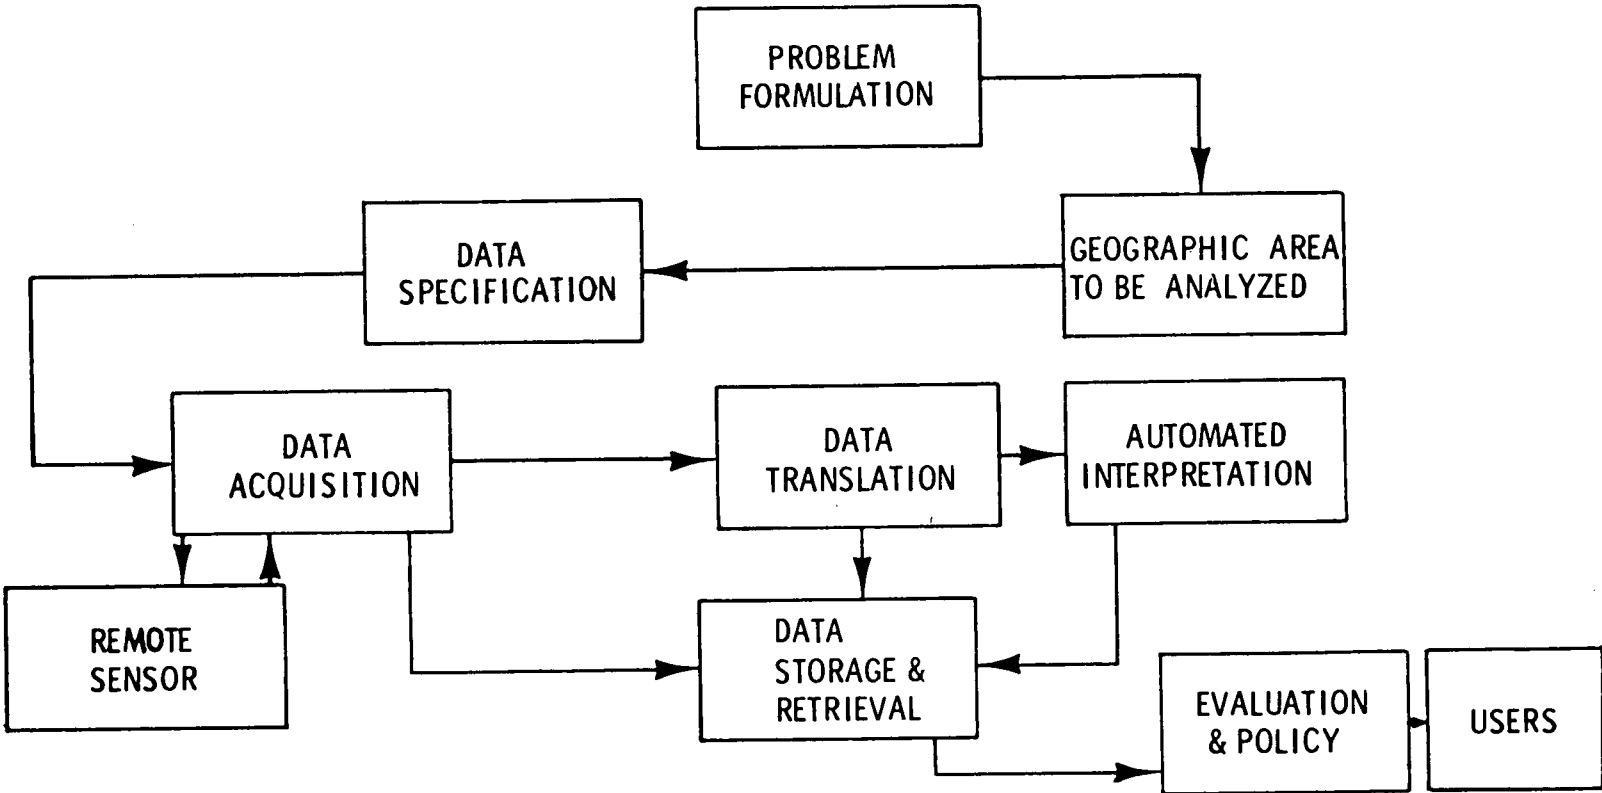 PROBLEM
FORMULATION
GEOGRAPHIC AREA
TO BE ANALYZED
DATA
SPECIFICATION
DATA
ACQUISITION
DATA
TRANSLATION
AUTOMATED
INTERPRETATION
REMOTE
SENSOR
DATA
STORAGE &
RETRIEVAL
EVALUATION
& POLICY
USERS